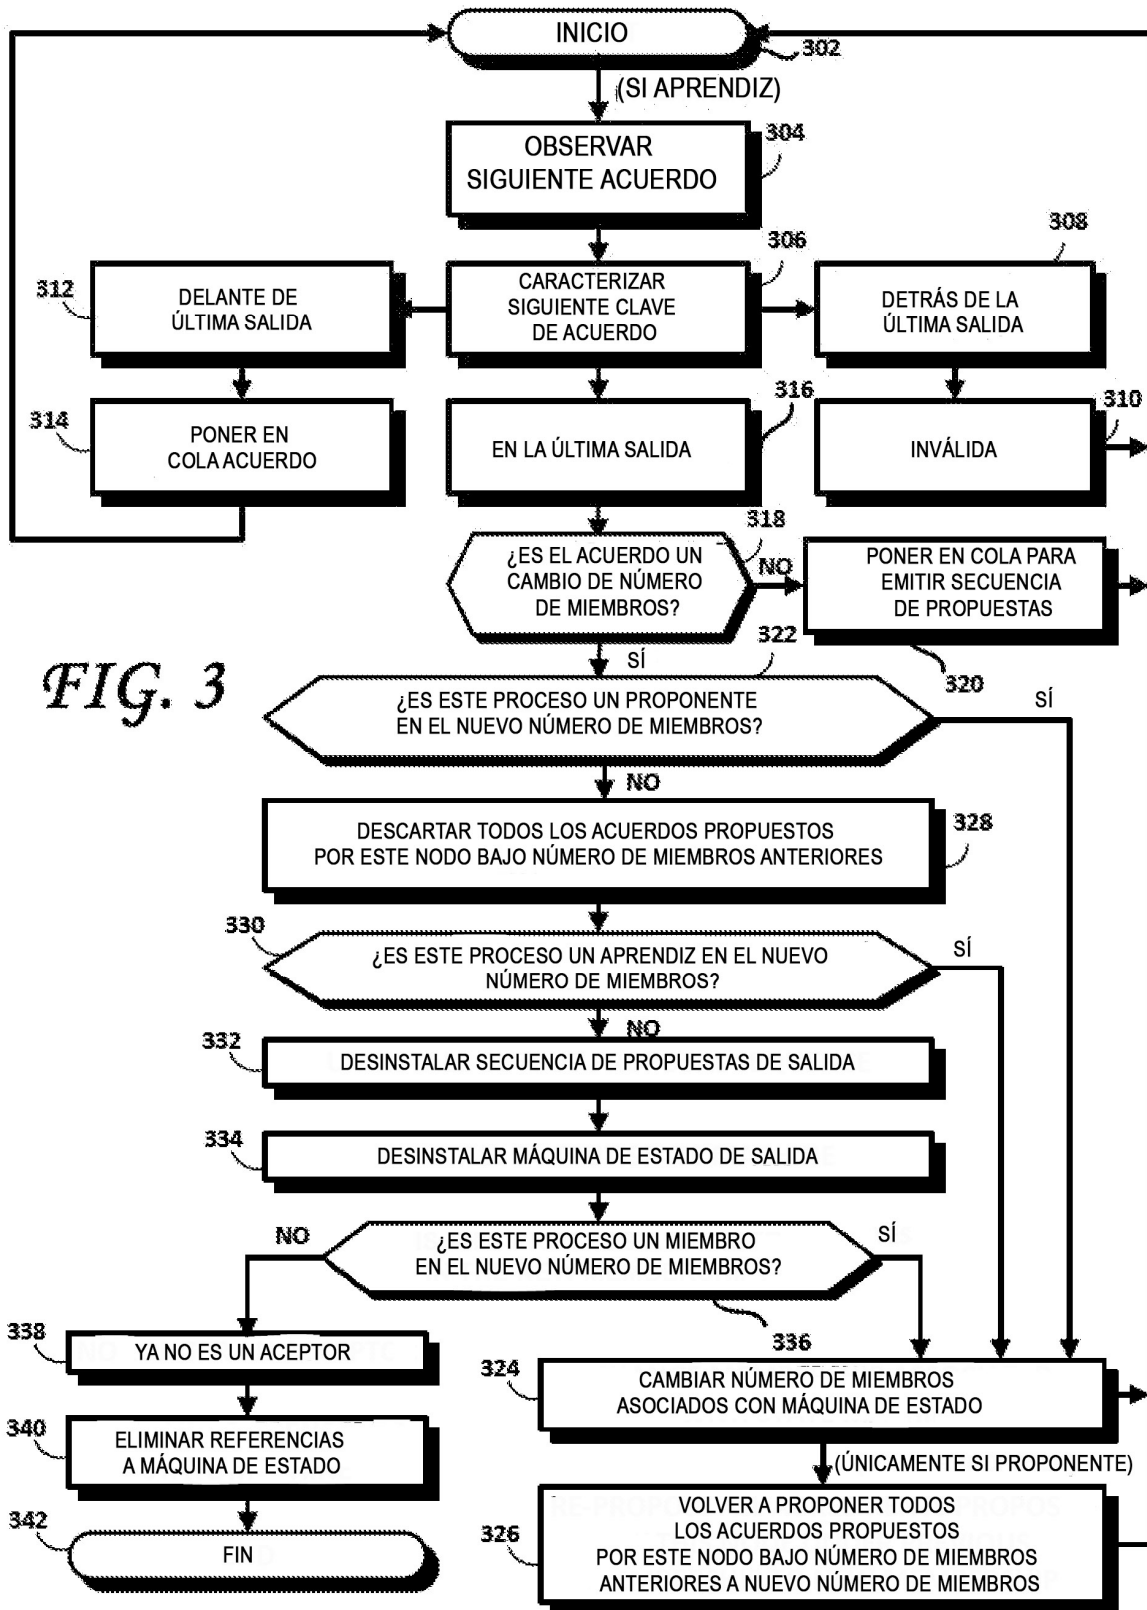 INICIO
302
(SI APRENDIZ)
OBSERVAR
SIGUIENTE ACUERDO
304
306
308
312
DELANTE DE
ÚLTIMA SALIDA
CARACTERIZAR
SIGUIENTE CLAVE
DE ACUERDO
DETRÁS DE LA
ÚLTIMA SALIDA
314
PONER EN
COLA ACUERDO
EN LA ÚLTIMA SALIDA
316
INVÁLIDA
310
¿ES EL ACUERDO UN
CAMBIO DE NÚMERO
DE MIEMBROS?
318
NO
PONER EN COLA PARA
EMITIR SECUENCIA
DE PROPUESTAS
320
SÍ
322
FIG. 3
¿ES ESTE PROCESO UN PROPONENTE
EN EL NUEVO NÚMERO DE MIEMBROS?
SÍ
NO
DESCARTAR TODOS LOS ACUERDOS PROPUESTOS
POR ESTE NODO BAJO NÚMERO DE MIEMBROS ANTERIORES
328
330
¿ES ESTE PROCESO UN APRENDIZ EN EL NUEVO
NÚMERO DE MIEMBROS?
SÍ
NO
332
DESINSTALAR SECUENCIA DE PROPUESTAS DE SALIDA
334
DESINSTALAR MÁQUINA DE ESTADO DE SALIDA
NO
¿ES ESTE PROCESO UN MIEMBRO
EN EL NUEVO NÚMERO DE MIEMBROS?
SÍ
336
338
YA NO ES UN ACEPTOR
324
CAMBIAR NÚMERO DE MIEMBROS
ASOCIADOS CON MÁQUINA DE ESTADO
340
ELIMINAR REFERENCIAS
A MÁQUINA DE ESTADO
(ÚNICAMENTE SI PROPONENTE)
342
FIN
326
VOLVER A PROPONER TODOS
LOS ACUERDOS PROPUESTOS
POR ESTE NODO BAJO NÚMERO DE MIEMBROS
ANTERIORES A NUEVO NÚMERO DE MIEMBROS